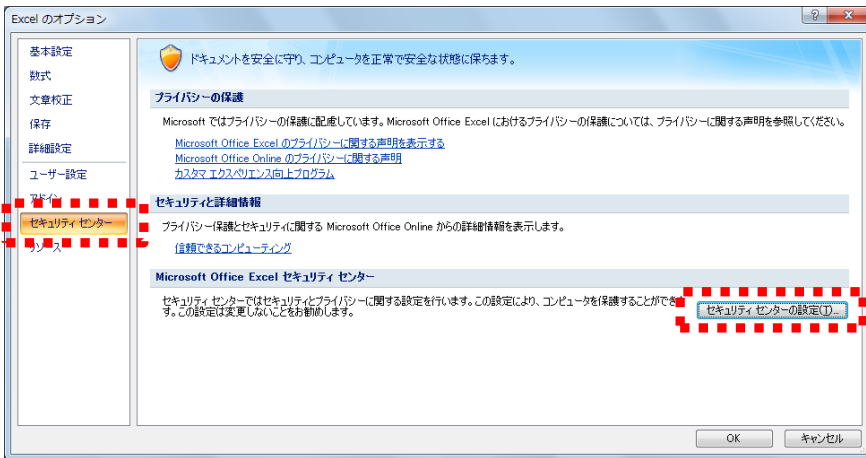 Excel のオプション
基本設定
数式
文章校正
保存
詳細設定
ユーザー設定
アドイン
セキュリティ センター
リソース
ドキュメントを安全に守り、コンピュータを正常で安全な状態に保ちます。
プライバシーの保護
Microsoft ではプライバシーの保護に配慮しています。Microsoft Office Excel におけるプライバシーの保護については、プライバシーに関する声明を参照してください。
Microsoft Office Excel のプライバシーに関する声明を表示する
Microsoft Office Online のプライバシーに関する声明
カスタマ エクスペリエンス向上プログラム
セキュリティと詳細情報
プライバシー保護とセキュリティに関する Microsoft Office Online からの詳細情報を表示します。
信頼できるコンピューティング
Microsoft Office Excel セキュリティ センター
セキュリティ センターではセキュリティとプライバシーに関する設定を行います。この設定により、コンピュータを保護することができま
す。この設定は変更しないことをお勧めします。
セキュリティ センターの設定(T)...
OK
キャンセル